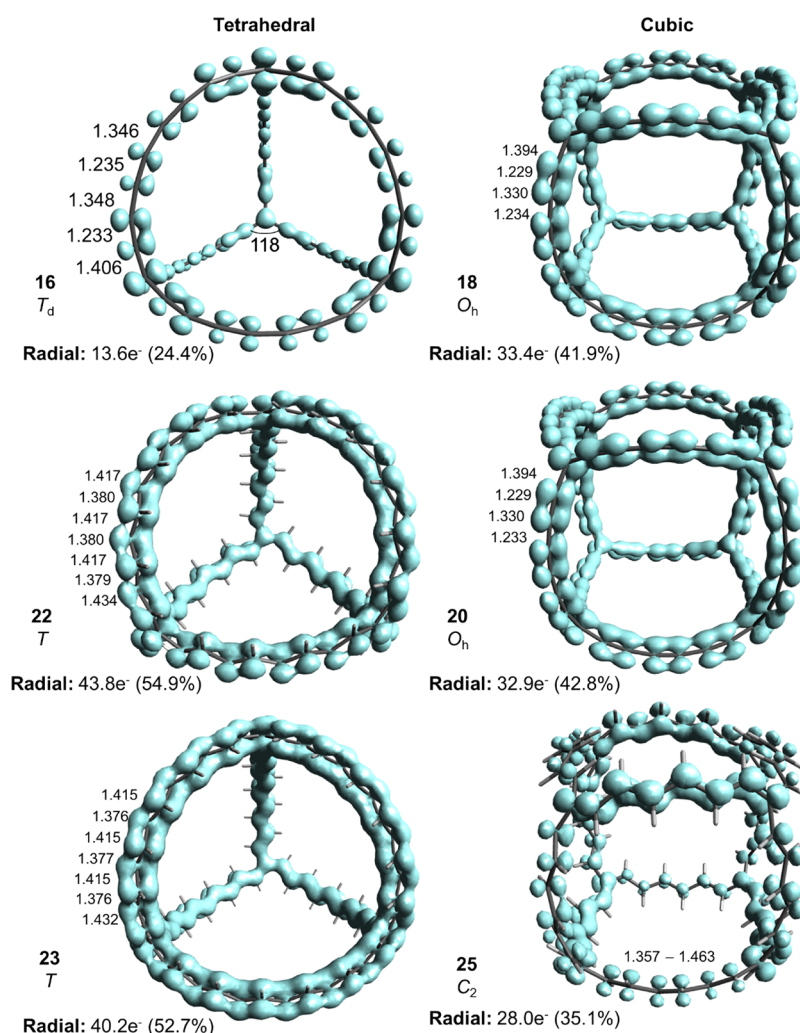 Tetrahedral
Cubic
1.346
1.235
1.348
1.233
1.406
118
16
Td
Radial: 13.6e- (24.4%)
1.394
1.229
1.330
1.234
18
Oh
Radial: 33.4e- (41.9%)
1.417
1.380
1.417
1.380
1.417
1.379
1.434
22
T
Radial: 43.8e- (54.9%)
1.394
1.229
1.330
1.233
20
Oh
Radial: 32.9e- (42.8%)
1.415
1.376
1.415
1.377
1.415
1.376
1.432
23
T
Radial: 40.2e- (52.7%)
1.357 – 1.463
25
C2
Radial: 28.0e- (35.1%)